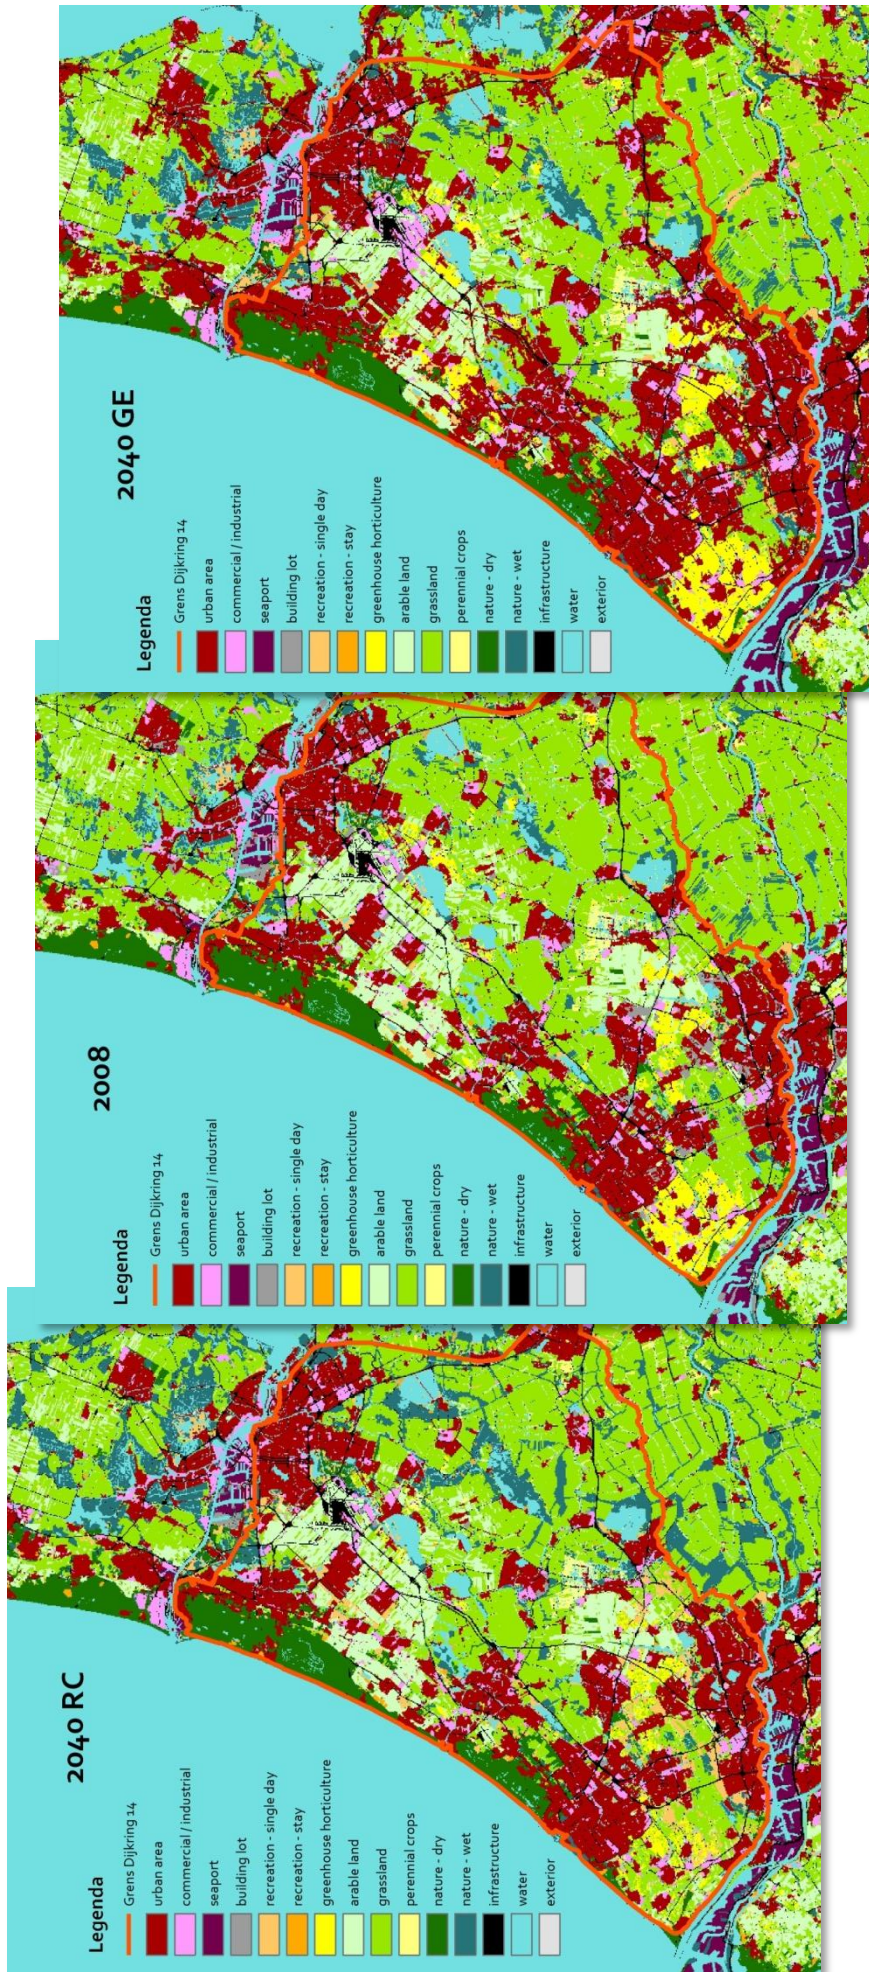 2040 GE
Legenda
Grens Dijkring 14
urban area
commercial / industrial
seaport
building lot
recreation - single day
recreation - stay
greenhouse horticulture
arable land
grassland
perennial crops
nature - dry
nature - wet
infrastructure
water
exterior
2008
Legenda
Grens Dijkring 14
urban area
commercial / industrial
seaport
building lot
recreation - single day
recreation - stay
greenhouse horticulture
arable land
grassland
perennial crops
nature - dry
nature - wet
infrastructure
water
exterior
2040 RC
Legenda
Grens Dijkring 14
urban area
commercial / industrial
seaport
building lot
recreation - single day
recreation - stay
greenhouse horticulture
arable land
grassland
perennial crops
nature - dry
nature - wet
infrastructure
water
exterior